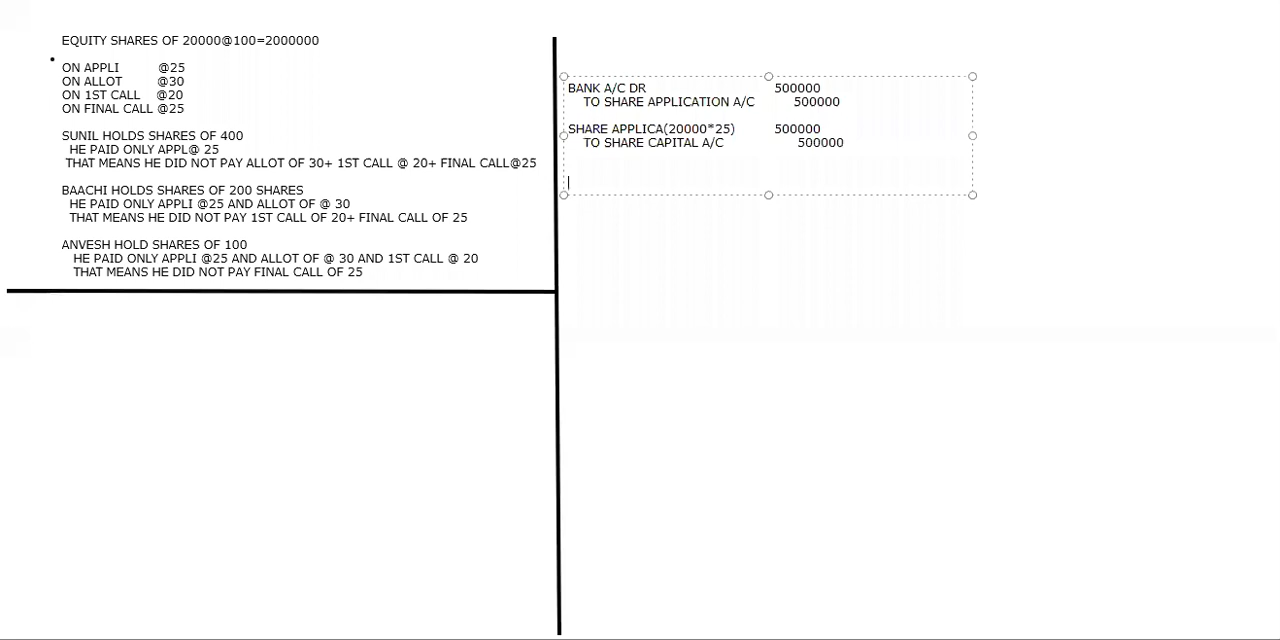 EQUITY SHARES OF 20000@100=2000000
ON APPLI @25
ON ALLOT @30
ON 1ST CALL @20
ON FINAL CALL @25
SUNIL HOLDS SHARES OF 400
HE PAID ONLY APPL@ 25
THAT MEANS HE DID NOT PAY ALLOT OF 30+ 1ST CALL @ 20+ FINAL CALL@25
BAACHI HOLDS SHARES OF 200 SHARES
HE PAID ONLY APPLI @25 AND ALLOT OF @ 30
THAT MEANS HE DID NOT PAY 1ST CALL OF 20+ FINAL CALL OF 25
ANVESH HOLD SHARES OF 100
HE PAID ONLY APPLI @25 AND ALLOT OF @ 30 AND 1ST CALL @ 20
THAT MEANS HE DID NOT PAY FINAL CALL OF 25
BANK A/C DR 500000
TO SHARE APPLICATION A/C 500000
SHARE APPLICA(20000*25) 500000
TO SHARE CAPITAL A/C 500000